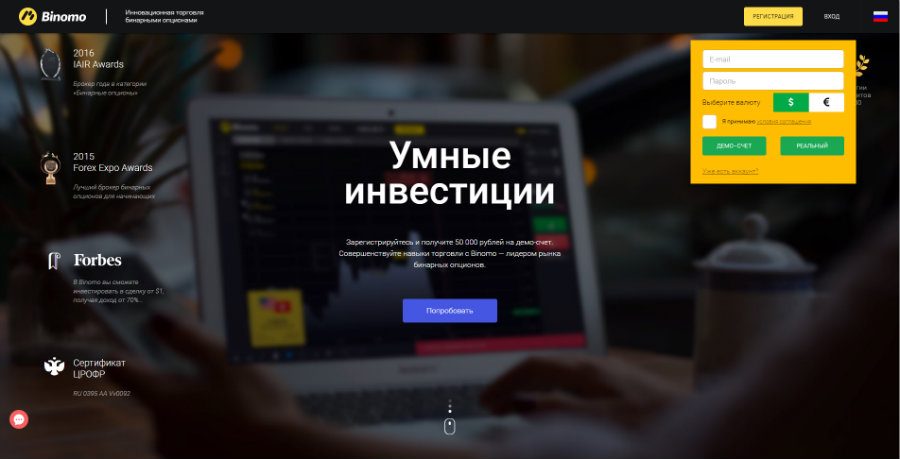 Binomo
Инновационная торговля
бинарными опционами
РЕГИСТРАЦИЯ
ВХОД
2016
IAIR Awards
Брокер года в категории
«Бинарные опционы»
2015
Forex Expo Awards
Лучший брокер бинарных
опционов для начинающих
Forbes
В Binomo вы сможете
инвестировать в сделку от $1,
получая доход от 70%...
Сертификат
ЦРОФР
RU 0395 AA Vv0092
Binomo
Умные
инвестиции
Зарегистрируйтесь и получите 50 000 рублей на демо-счет.
Совершенствуйте навыки торговли с Binomo — лидером рынка
бинарных опционов.
Попробовать
E-mail
Пароль
Выберите валюту
$
€
Я принимаю условия соглашения
ДЕМО-СЧЕТ
РЕАЛЬНЫЙ
Уже есть аккаунт?